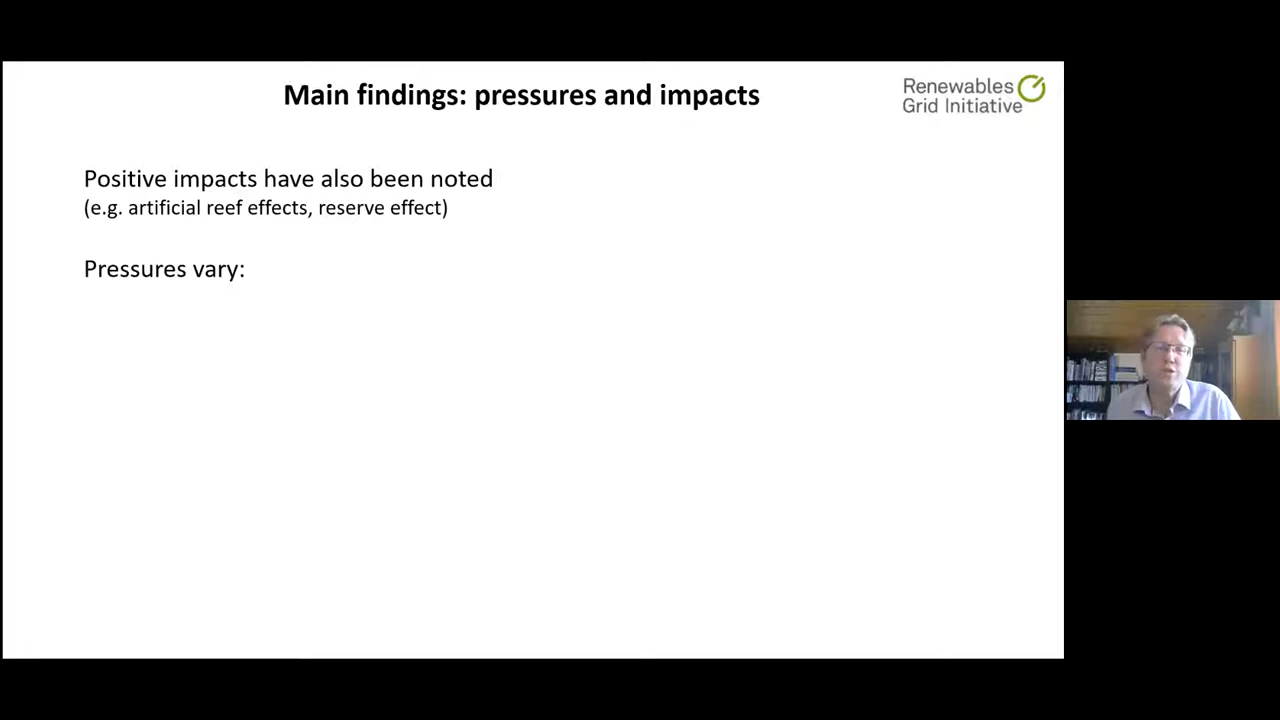 Main findings: pressures and impacts
Renewables
Grid Initiative
Positive impacts have also been noted
(e.g. artificial reef effects, reserve effect)
Pressures vary: